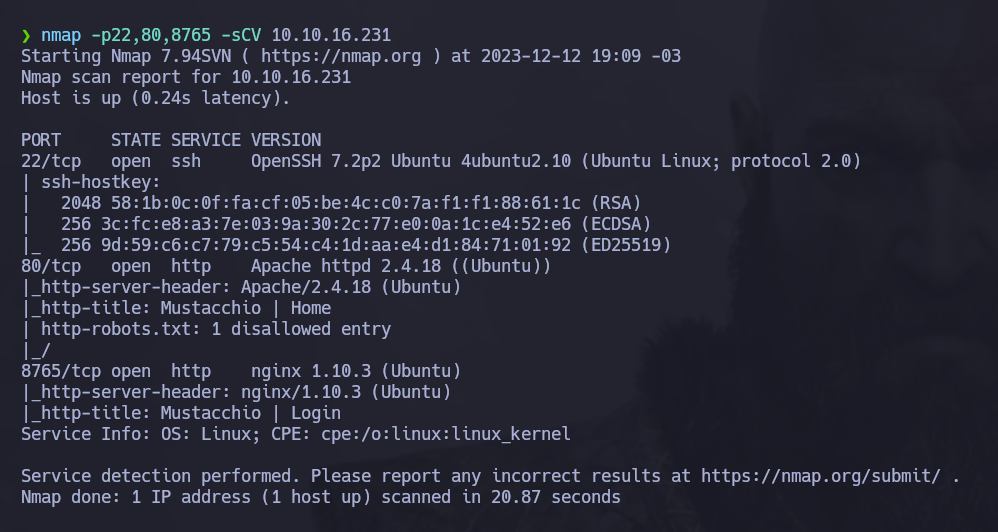 ❯ nmap -p22,80,8765 -sCV 10.10.16.231
Starting Nmap 7.94SVN ( https://nmap.org ) at 2023-12-12 19:09 -03
Nmap scan report for 10.10.16.231
Host is up (0.24s latency).
PORT     STATE SERVICE VERSION
22/tcp   open  ssh     OpenSSH 7.2p2 Ubuntu 4ubuntu2.10 (Ubuntu Linux; protocol 2.0)
| ssh-hostkey:
|   2048 58:1b:0c:0f:fa:cf:05:be:4c:c0:7a:f1:f1:88:61:1c (RSA)
|   256 3c:fc:e8:a3:7e:03:9a:30:2c:77:e0:0a:1c:e4:52:e6 (ECDSA)
|_  256 9d:59:c6:c7:79:c5:54:c4:1d:aa:e4:d1:84:71:01:92 (ED25519)
80/tcp   open  http    Apache httpd 2.4.18 ((Ubuntu))
|_http-server-header: Apache/2.4.18 (Ubuntu)
|_http-title: Mustacchio | Home
| http-robots.txt: 1 disallowed entry
|_/
8765/tcp open  http    nginx 1.10.3 (Ubuntu)
|_http-server-header: nginx/1.10.3 (Ubuntu)
|_http-title: Mustacchio | Login
Service Info: OS: Linux; CPE: cpe:/o:linux:linux_kernel
Service detection performed. Please report any incorrect results at https://nmap.org/submit/ .
Nmap done: 1 IP address (1 host up) scanned in 20.87 seconds